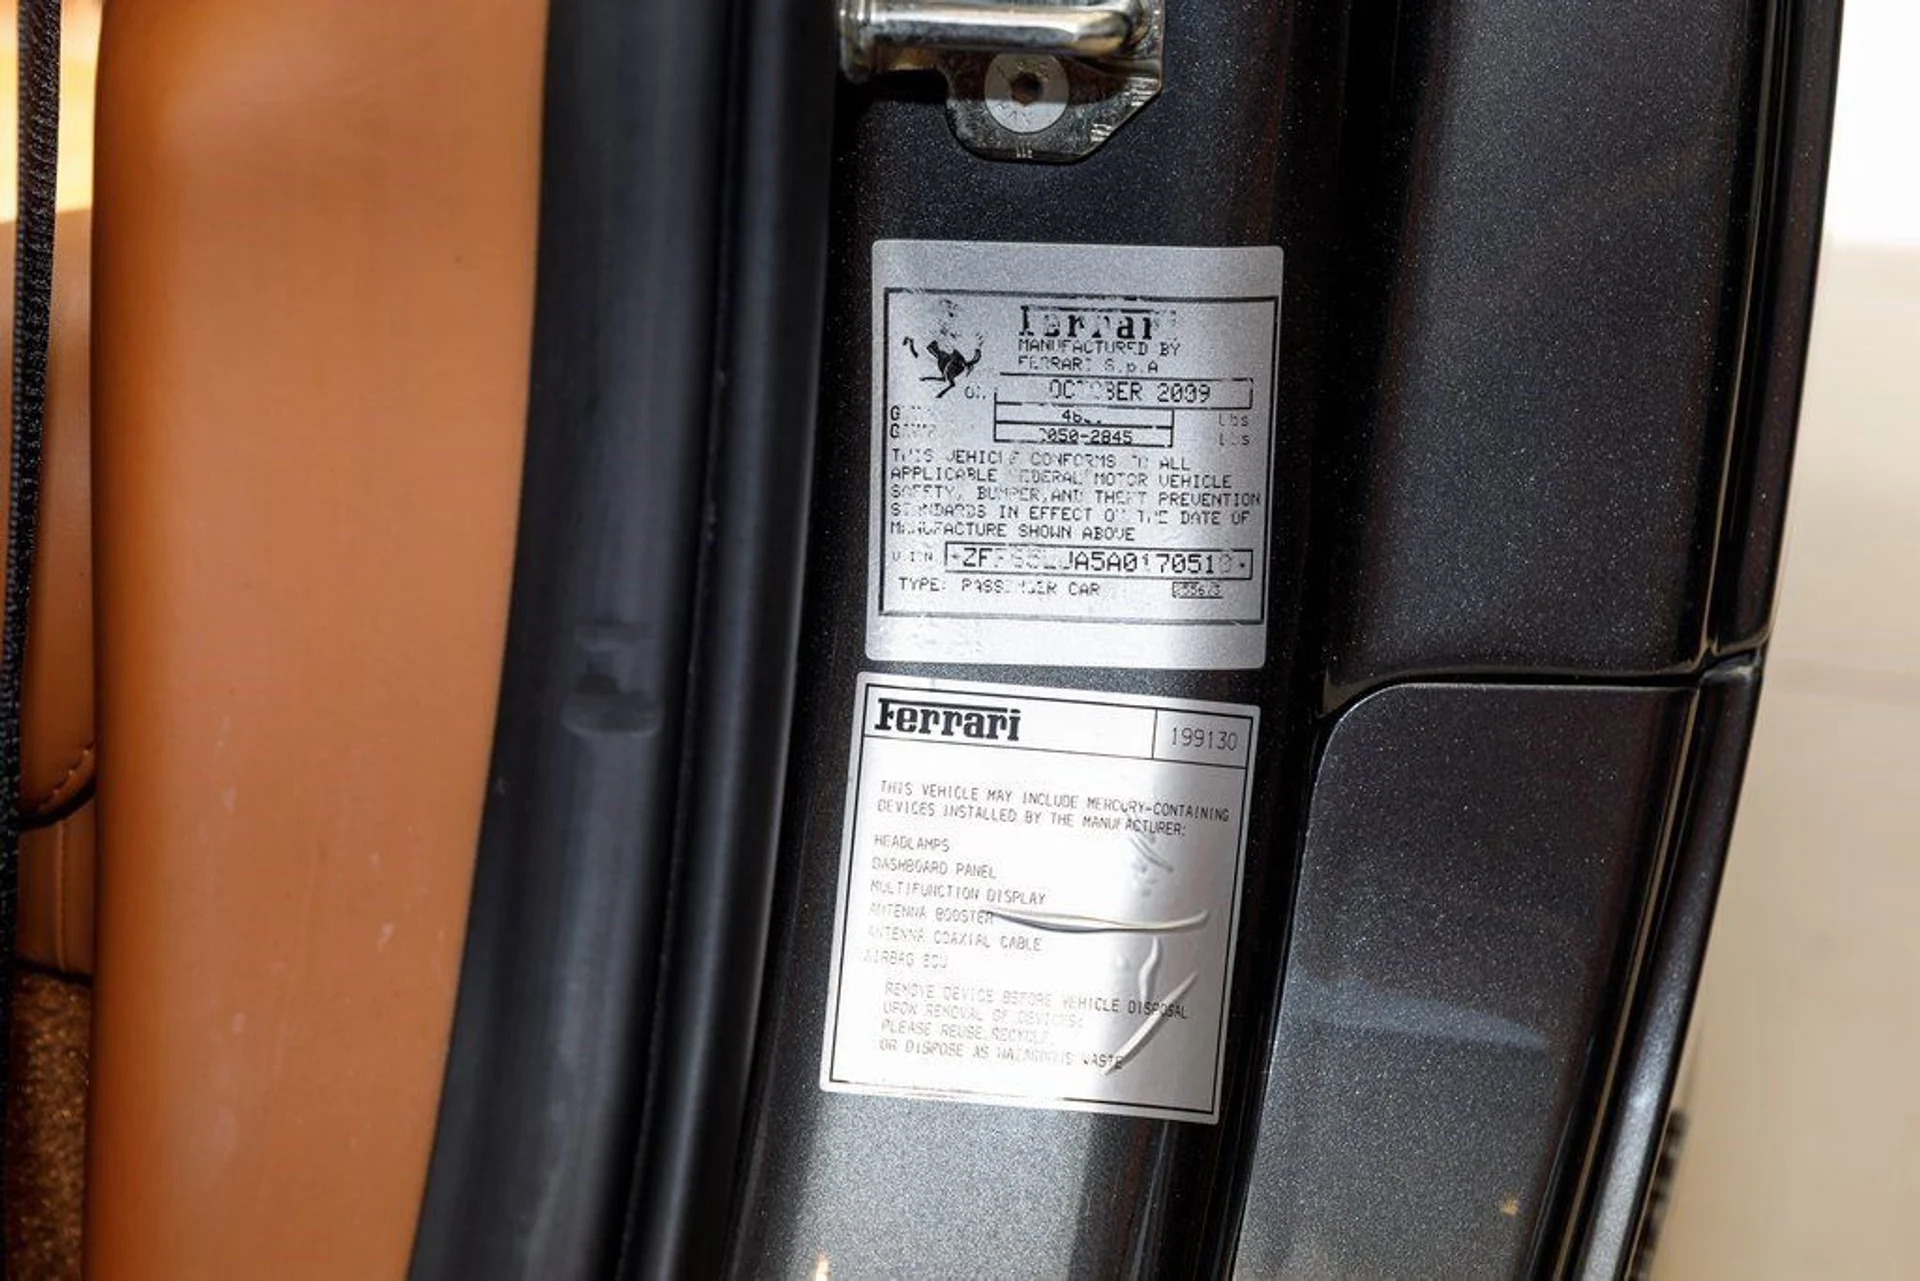 Ferrari
MANUFACTURED BY
FERRARI S.p.A
OCTOBER 2009
2845
THIS VEHICLE CONFORMS TO ALL
APPLICABLE FEDERAL MOTOR VEHICLE
SAFETY, BUMPER, AND THEFT PREVENTION
STANDARDS IN EFFECT ON THE DATE OF
MANUFACTURE SHOWN ABOVE
V.I.N.
TYPE: PASSENGER CAR
Ferrari 199130
THIS VEHICLE MAY INCLUDE MERCURY-CONTAINING
DEVICES INSTALLED BY THE MANUFACTURER:
HEADLAMPS
DASHBOARD PANEL
MULTIFUNCTION DISPLAY
ANTENNA BOOSTER
ANTENNA COAXIAL CABLE
AIRBAG ECU
REMOVE DEVICE BEFORE VEHICLE DISPOSAL
UPON REMOVAL OF DEVICES:
PLEASE REUSE, RECYCLE,
OR DISPOSE AS HAZARDOUS WASTE